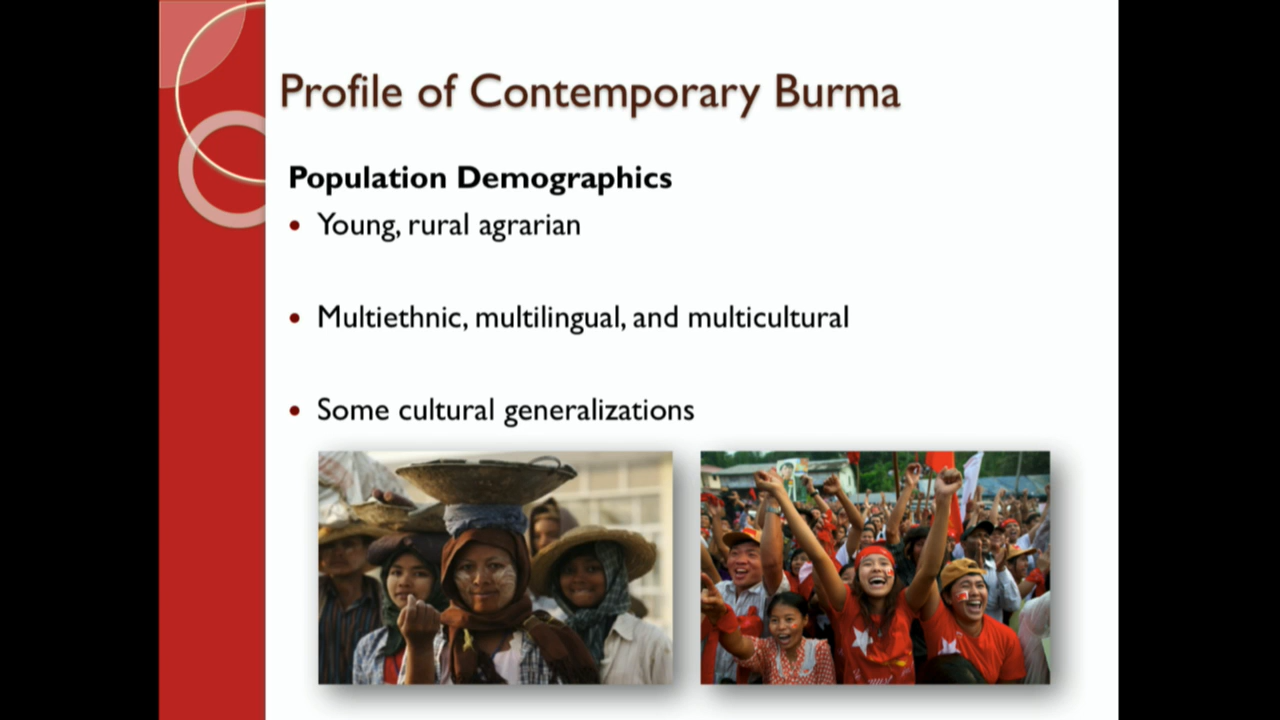 Profile of Contemporary Burma
Population Demographics
• Young, rural agrarian
• Multiethnic, multilingual, and multicultural
• Some cultural generalizations